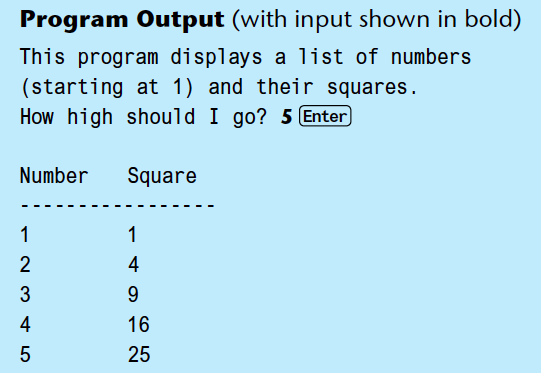 Program Output (with input shown in bold)
This program displays a list of numbers
(starting at 1) and their squares.
How high should I go? 5 Enter
Number Square
-----------------
1 1
2 4
3 9
4 16
5 25